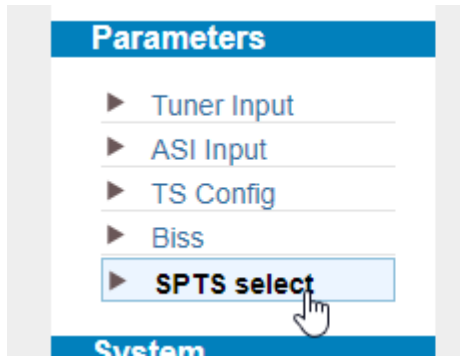 Parameters
Tuner Input
ASI Input
TS Config
Biss
SPTS select
System